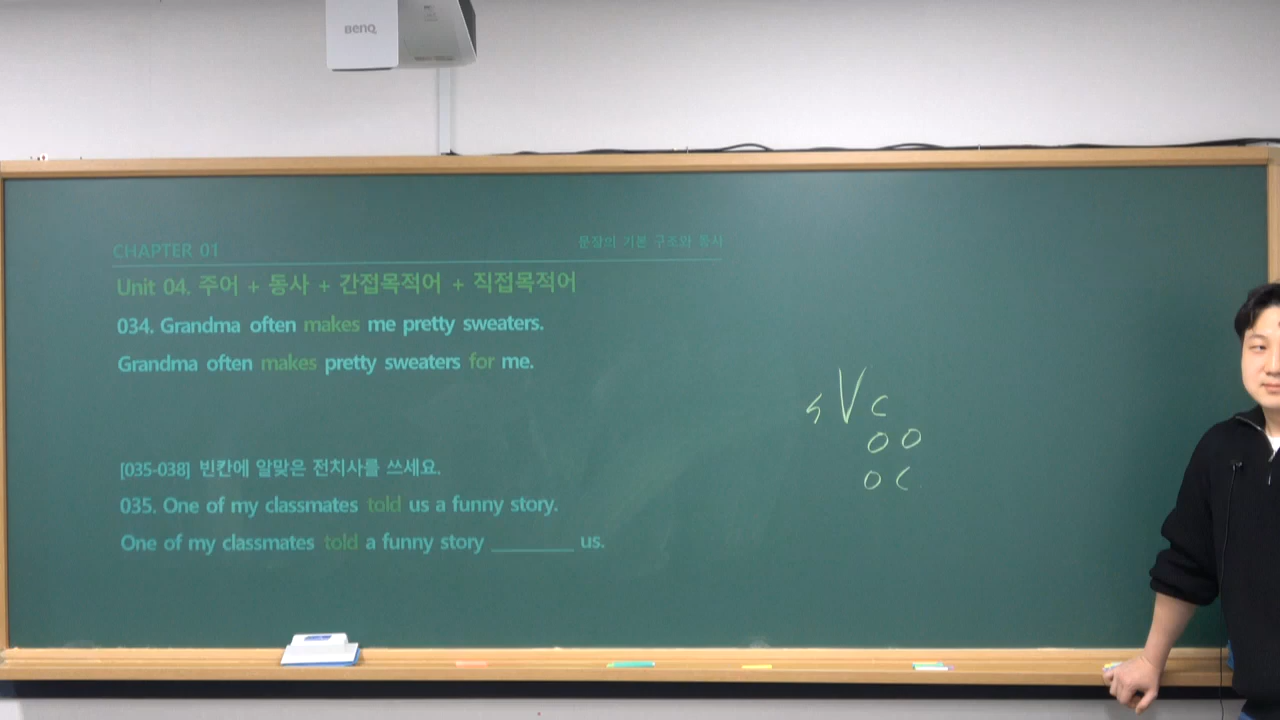 BenQ
CHAPTER 01
문장의 기본 구조와 동사
Unit 04. 주어 + 동사 + 간접목적어 + 직접목적어
034. Grandma often makes me pretty sweaters.
Grandma often makes pretty sweaters for me.
[035-038] 빈칸에 알맞은 전치사를 쓰세요.
035. One of my classmates told us a funny story.
One of my classmates told a funny story ________ us.
S V C
O O
O C